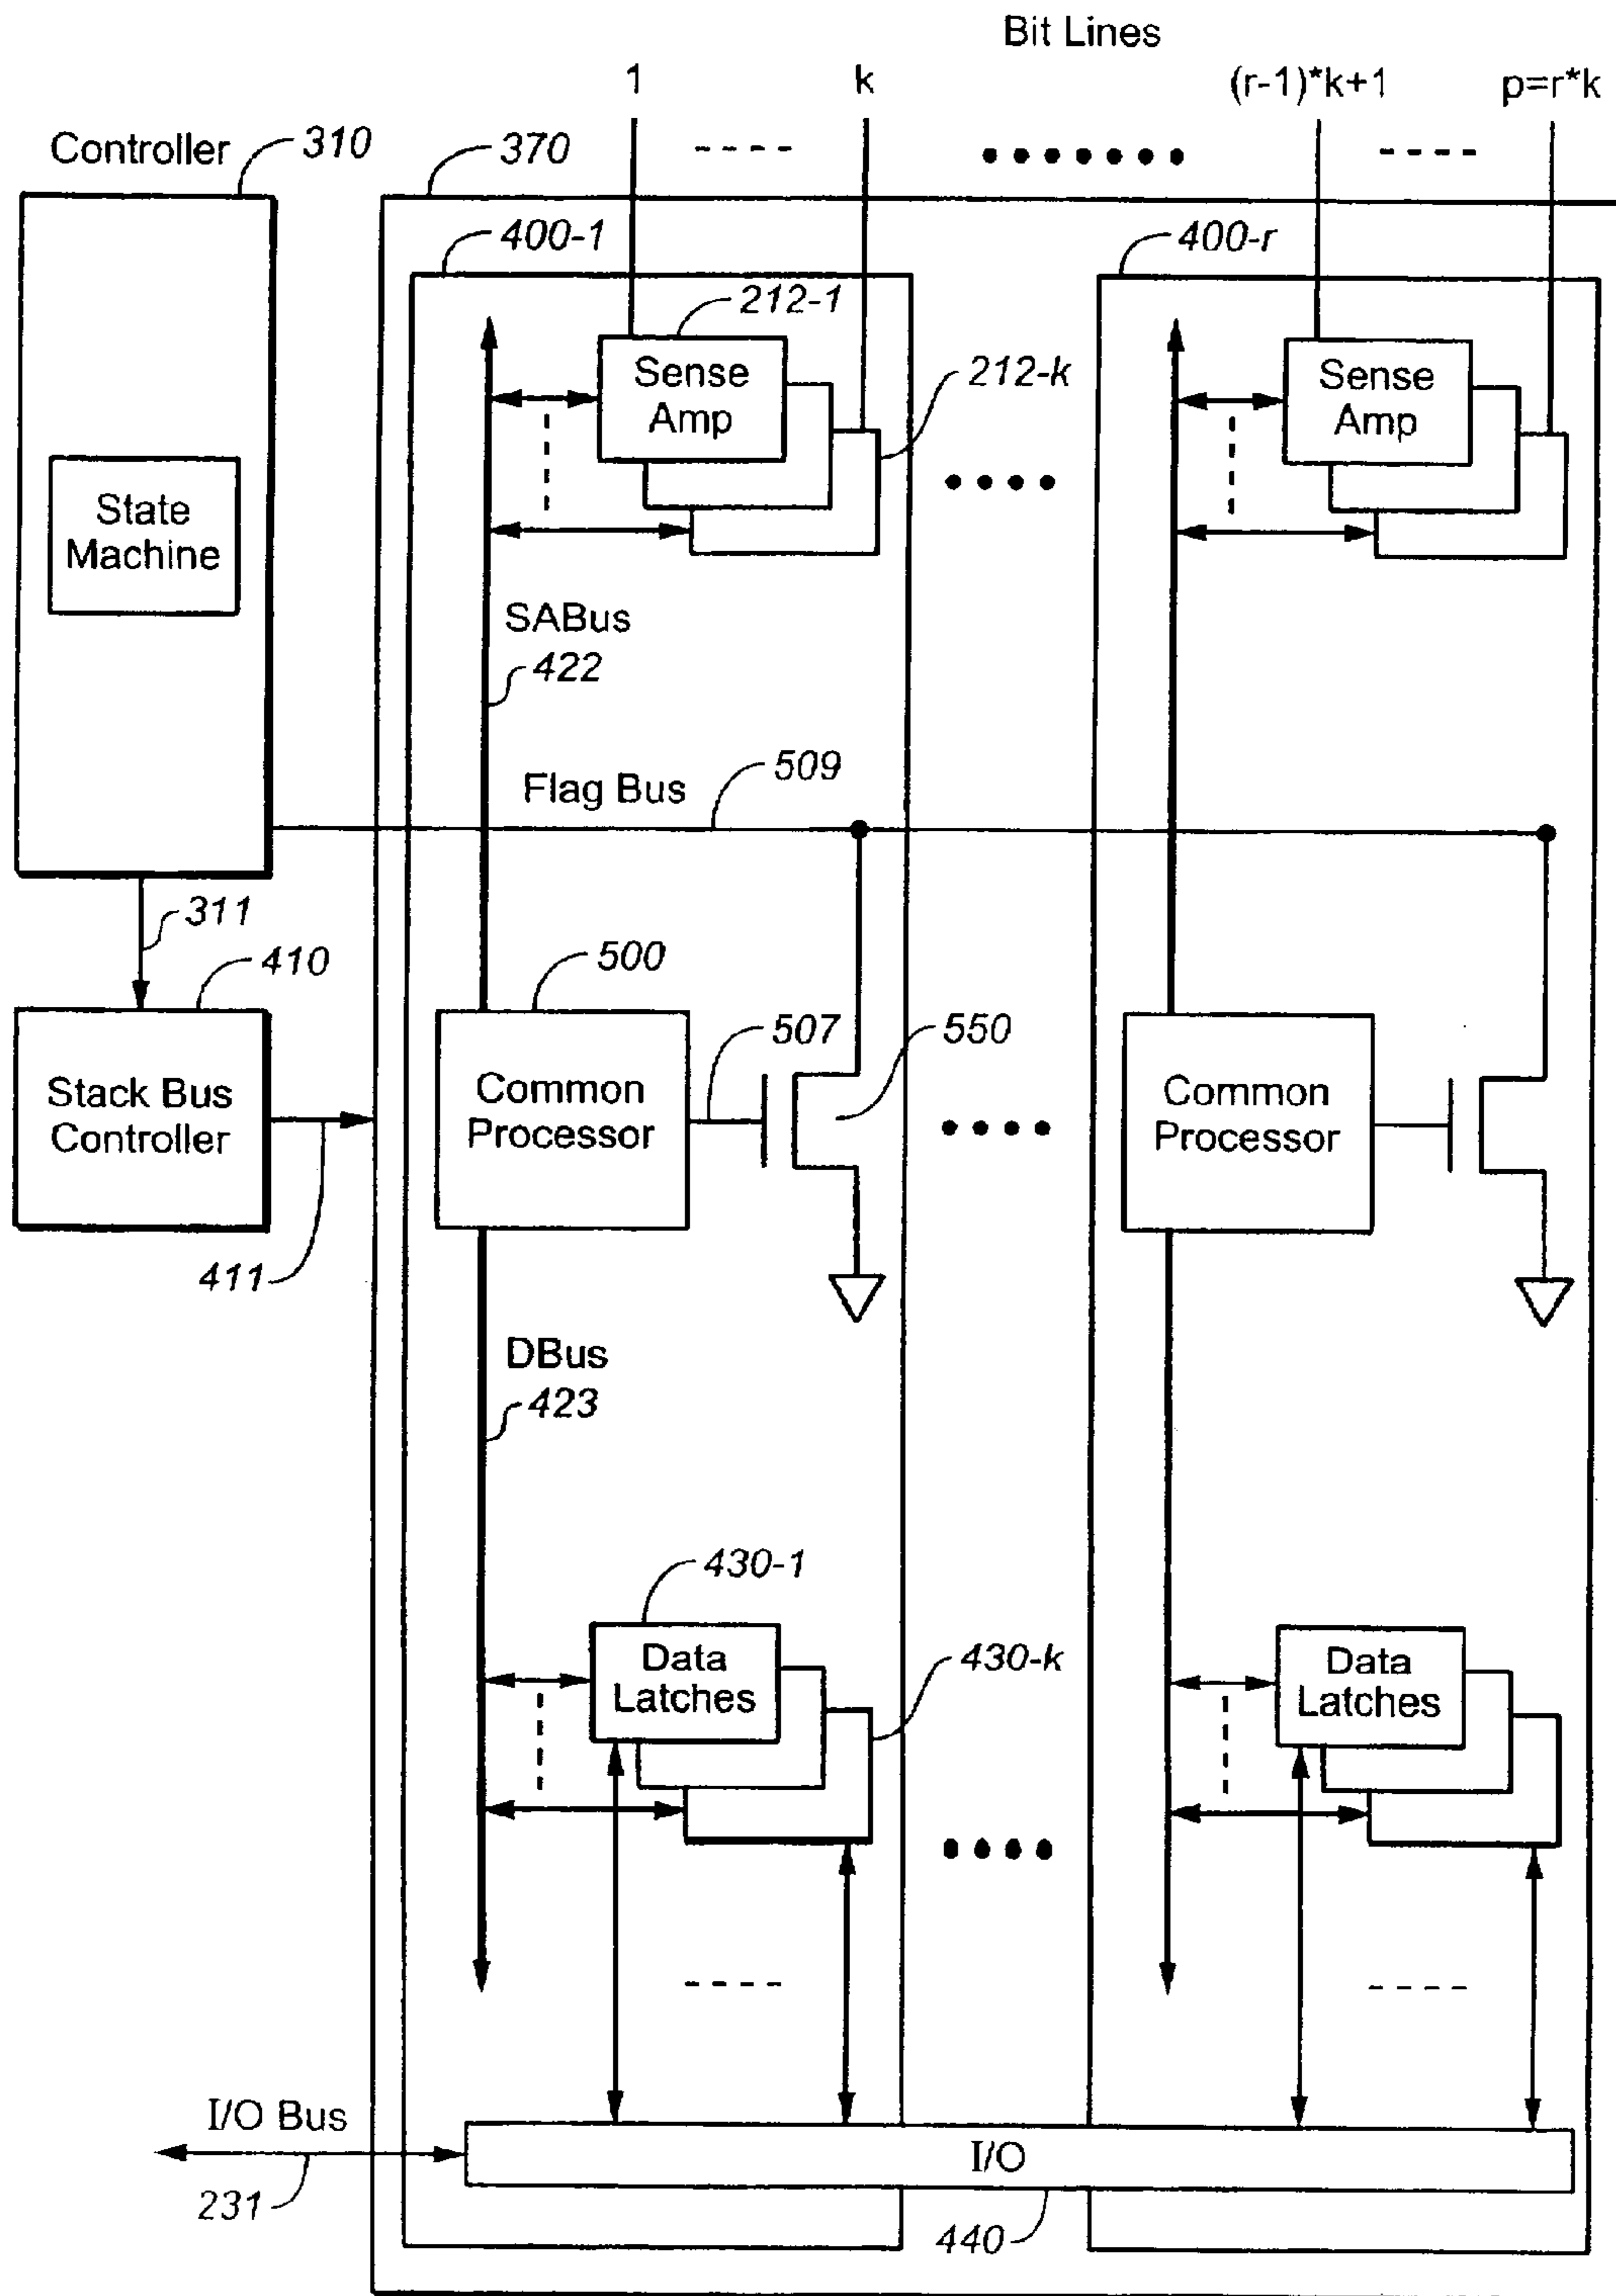 Bit Lines
1
k
(r-1)*k+1
p=r*k
Controller
310
370
400-1
400-r
212-1
Sense
Amp
212-k
Sense
Amp
State
Machine
SABus
422
Flag Bus
509
311
410
500
507
550
Stack Bus
Controller
Common
Processor
Common
Processor
411
DBus
423
430-1
Data
Latches
430-k
Data
Latches
I/O Bus
231
I/O
440